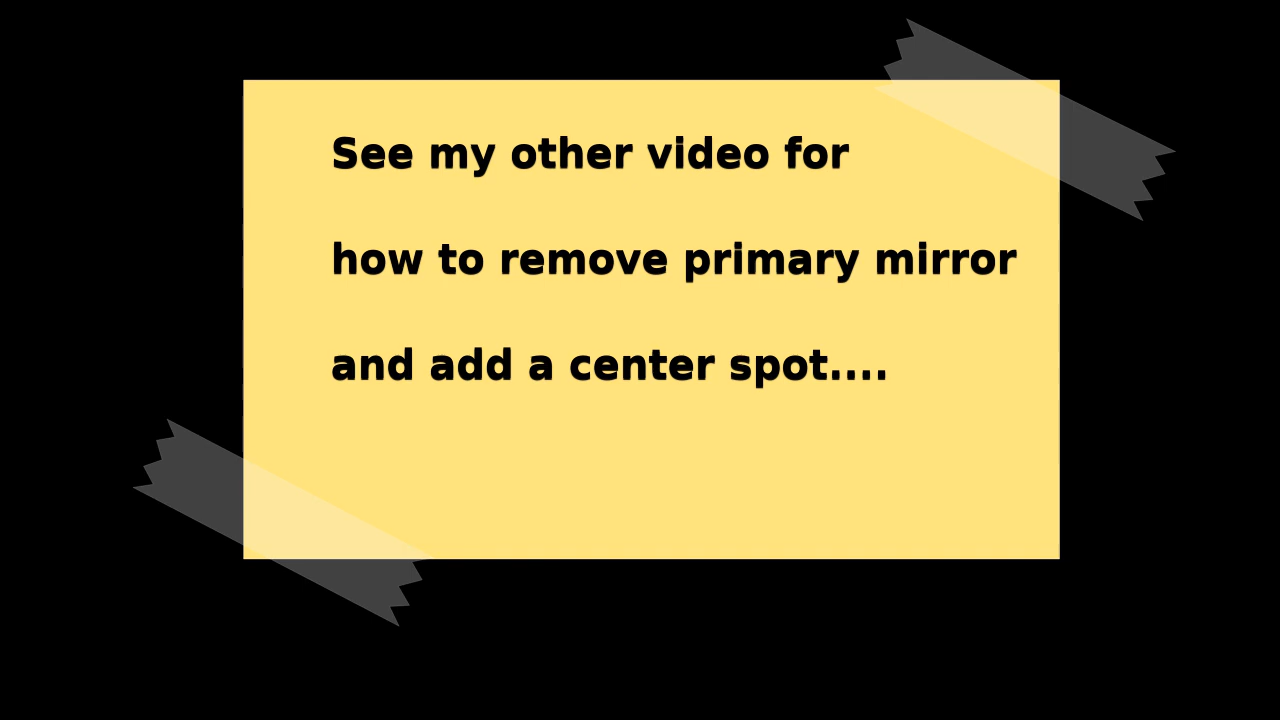 See my other video for
how to remove primary mirror
and add a center spot....